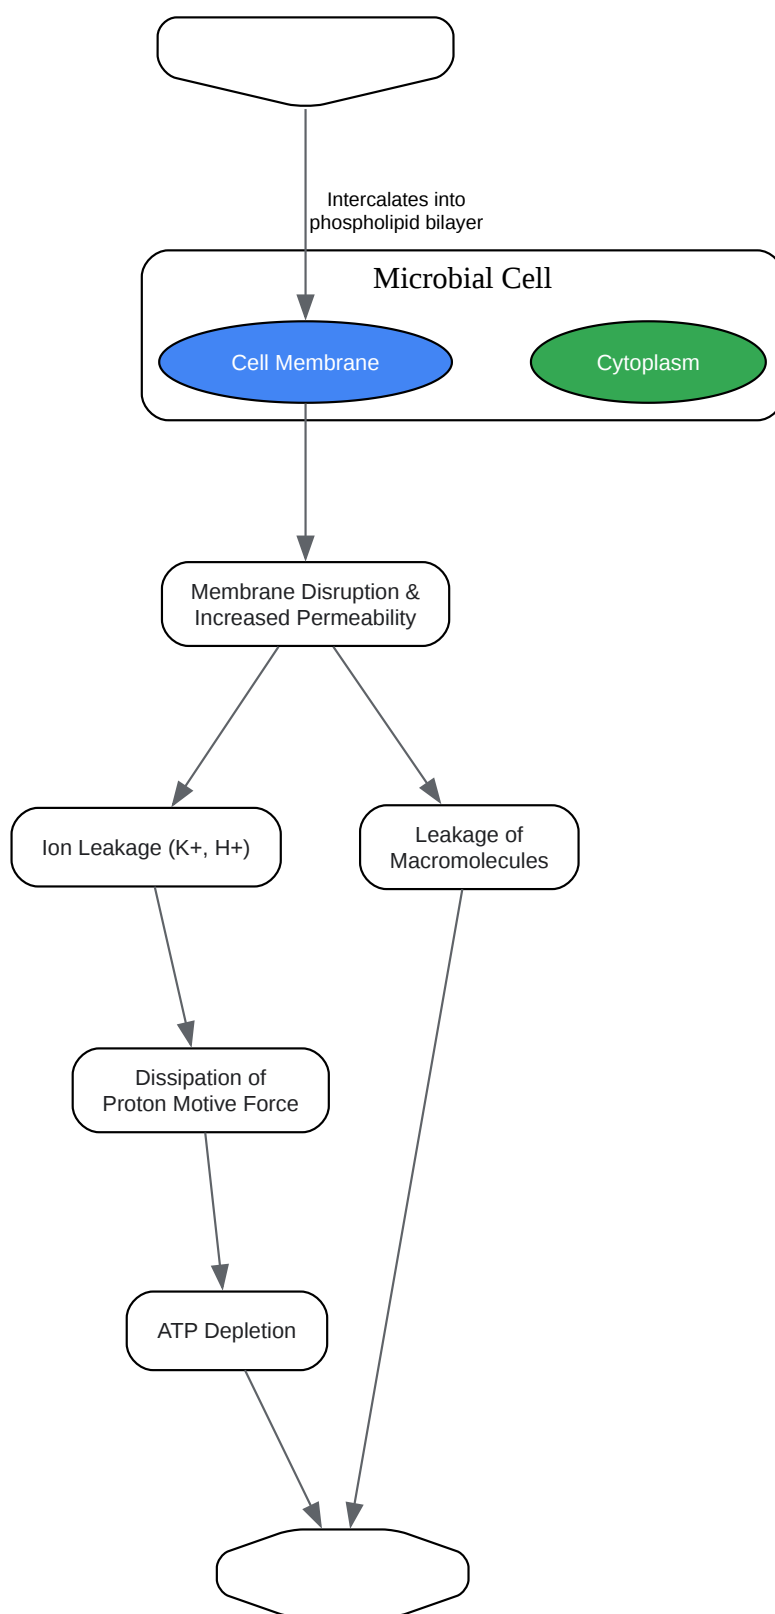 Intercalates into
phospholipid bilayer
Microbial Cell
Cell Membrane
Cytoplasm
Membrane Disruption &
Increased Permeability
Ion Leakage (K+, H+)
Leakage of
Macromolecules
Dissipation of
Proton Motive Force
ATP Depletion